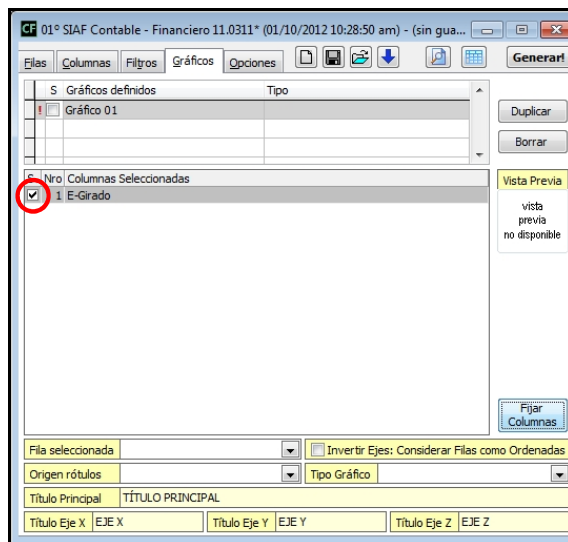 CF 01º SIAF Contable - Financiero 11.0311* (01/10/2012 10:28:50 am) - (sin gua...
Filas Columnas Filtros Gráficos Opciones Generar!
S Gráficos definidos Tipo
! Gráfico 01
Duplicar
Borrar
S Nro Columnas Seleccionadas
Vista Previa
1 E-Girado
vista
previa
no disponible
Fijar
Columnas
Fila seleccionada Invertir Ejes: Considerar Filas como Ordenadas
Origen rótulos Tipo Gráfico
Título Principal TÍTULO PRINCIPAL
Título Eje X EJE X Título Eje Y EJE Y Título Eje Z EJE Z